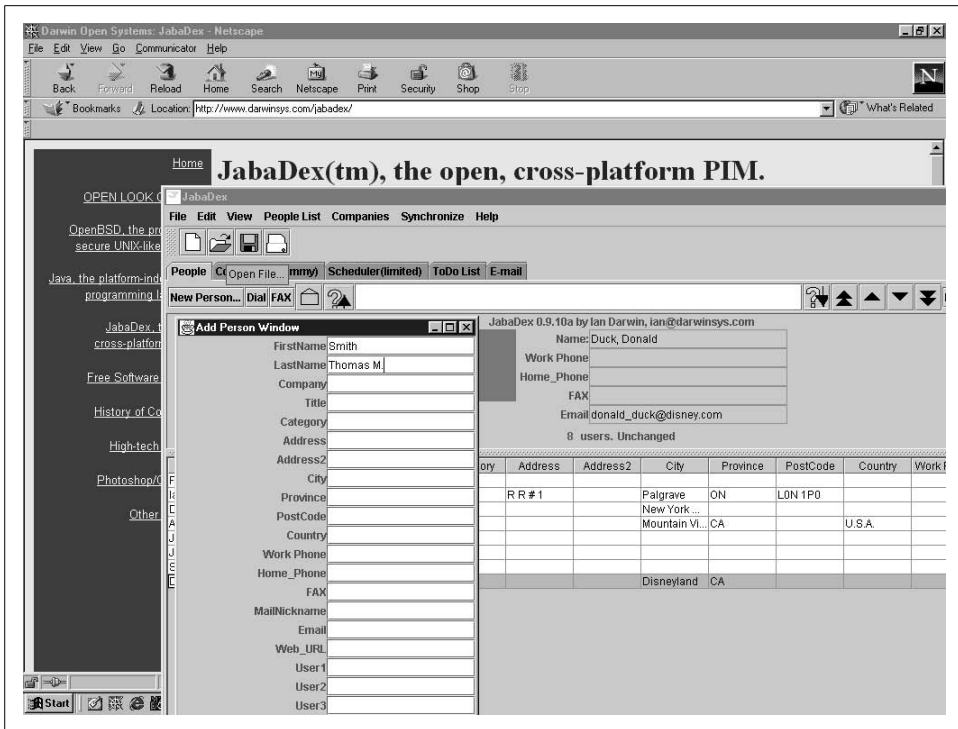 Darwin Open Systems: JabaDex - Netscape
File Edit View Go Communicator Help
Back Forward Reload Home Search Netscape Print Security Shop Stop
My
N
Bookmarks Location: http://www.darwinsys.com/jabadex/ What's Related
Home
JabaDex(tm), the open, cross-platform PIM.
OPEN LOOK
OpenBSD, the
secure UNIX-like
Java, the platform-ind
programming
JabaDex,
cross-platfor
Free Software
History of Co
High-tech
Photoshop/
Other
JabaDex
File Edit View People List Companies Synchronize Help
People Open File... mmy) Scheduler(limited) ToDo List E-mail
New Person... Dial FAX
Add Person Window
FirstName Smith
LastName Thomas M.
Company
Title
Category
Address
Address2
City
Province
PostCode
Country
Work Phone
Home_Phone
FAX
MailNickname
Email
Web_URL
User1
User2
User3
JabaDex 0.9.10a by Ian Darwin, ian@darwinsys.com
Name: Duck, Donald
Work Phone
Home_Phone
FAX
Email donald_duck@disney.com
8 users. Unchanged
ory Address Address2 City Province PostCode Country Work
R R # 1 Palgrave ON L0N 1P0
New York ...
Mountain Vi... CA U.S.A.
Disneyland CA
Start